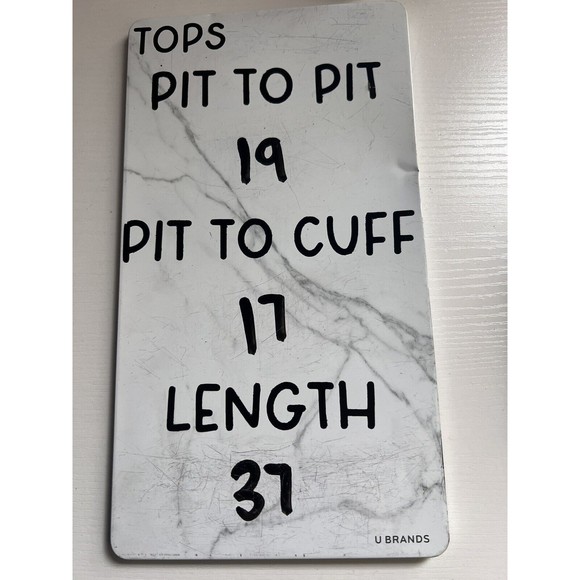 TOPS
PIT TO PIT
19
PIT TO CUFF
17
LENGTH
37
U BRANDS